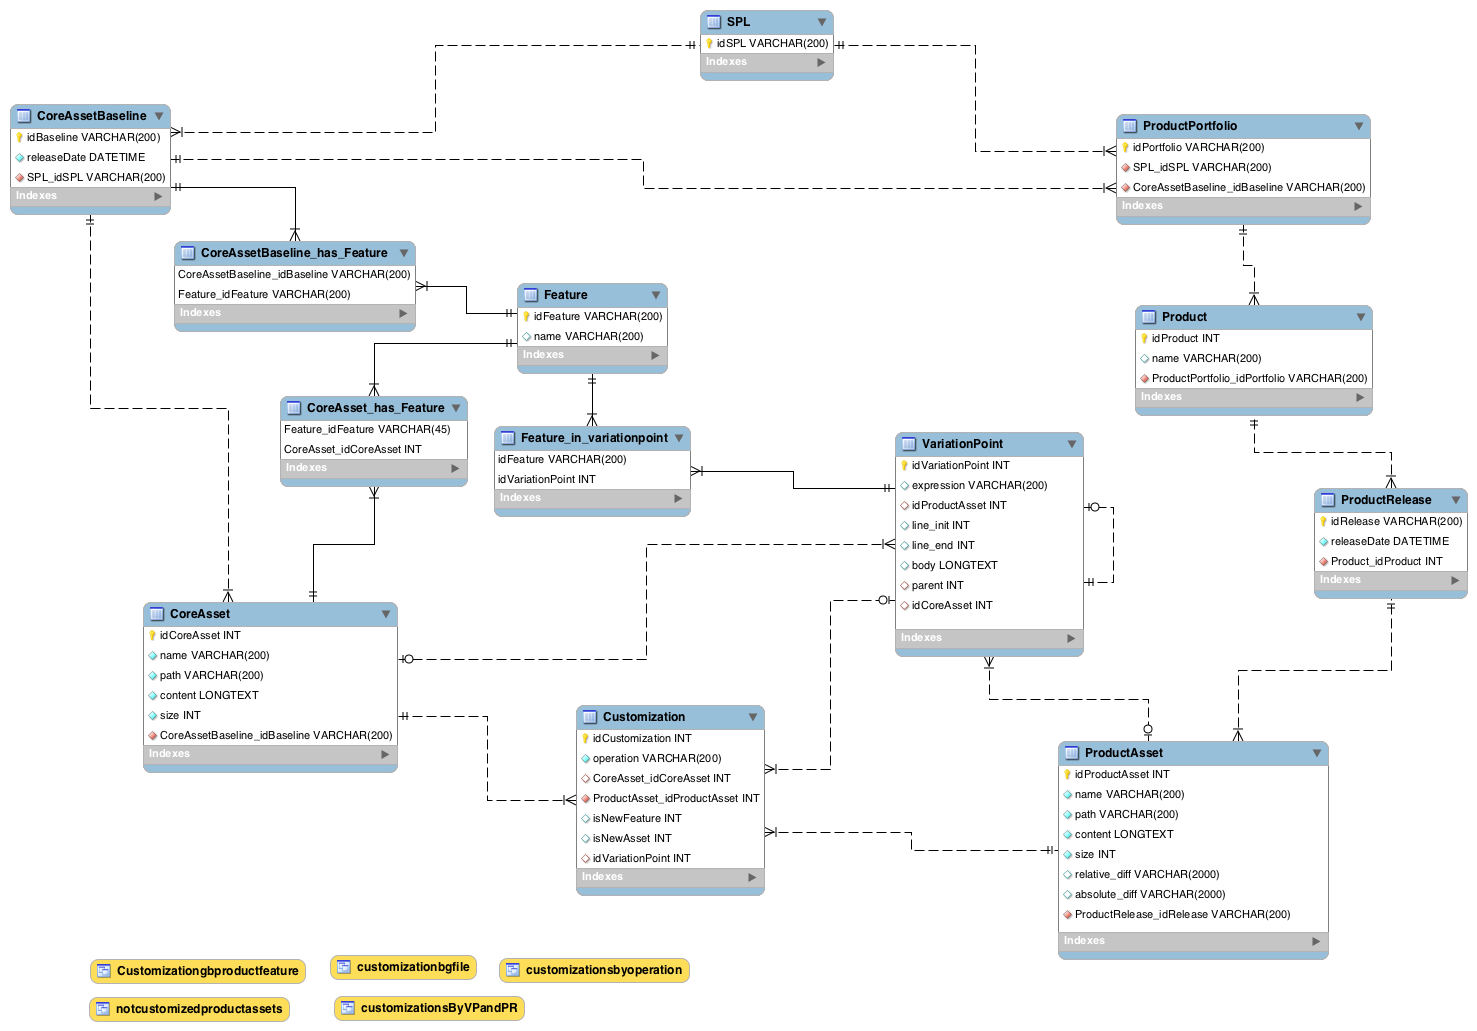 SPL
idSPL VARCHAR(200)
Indexes
CoreAssetBaseline
idBaseline VARCHAR(200)
releaseDate DATETIME
SPL_idSPL VARCHAR(200)
Indexes
ProductPortfolio
idPortfolio VARCHAR(200)
SPL_idSPL VARCHAR(200)
CoreAssetBaseline_idBaseline VARCHAR(200)
Indexes
CoreAssetBaseline_has_Feature
CoreAssetBaseline_idBaseline VARCHAR(200)
Feature_idFeature VARCHAR(200)
Indexes
Feature
idFeature VARCHAR(200)
name VARCHAR(200)
Indexes
Product
idProduct INT
name VARCHAR(200)
ProductPortfolio_idPortfolio VARCHAR(200)
Indexes
CoreAsset_has_Feature
Feature_idFeature VARCHAR(45)
CoreAsset_idCoreAsset INT
Indexes
Feature_in_variationpoint
idFeature VARCHAR(200)
idVariationPoint INT
Indexes
VariationPoint
idVariationPoint INT
expression VARCHAR(200)
idProductAsset INT
line_init INT
line_end INT
body LONGTEXT
parent INT
idCoreAsset INT
Indexes
ProductRelease
idRelease VARCHAR(200)
releaseDate DATETIME
Product_idProduct INT
Indexes
CoreAsset
idCoreAsset INT
name VARCHAR(200)
path VARCHAR(200)
content LONGTEXT
size INT
CoreAssetBaseline_idBaseline VARCHAR(200)
Indexes
Customization
idCustomization INT
operation VARCHAR(200)
CoreAsset_idCoreAsset INT
ProductAsset_idProductAsset INT
isNewFeature INT
isNewAsset INT
idVariationPoint INT
Indexes
ProductAsset
idProductAsset INT
name VARCHAR(200)
path VARCHAR(200)
content LONGTEXT
size INT
relative_diff VARCHAR(2000)
absolute_diff VARCHAR(2000)
ProductRelease_idRelease VARCHAR(200)
Indexes
Customizationgbproductfeature
customizationbgfile
customizationsbyoperation
notcustomizedproductassets
customizationsByVPandPR